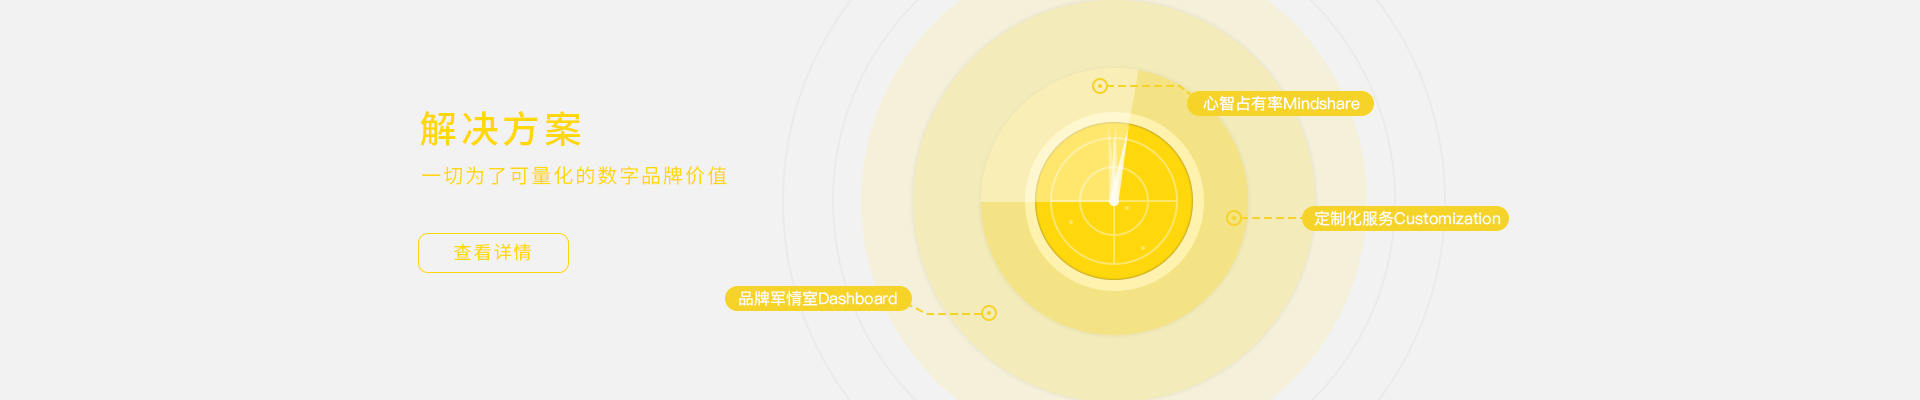 解决方案
一切为了可量化的数字品牌价值
查看详情
心智占有率Mindshare
定制化服务Customization
品牌军情室Dashboard